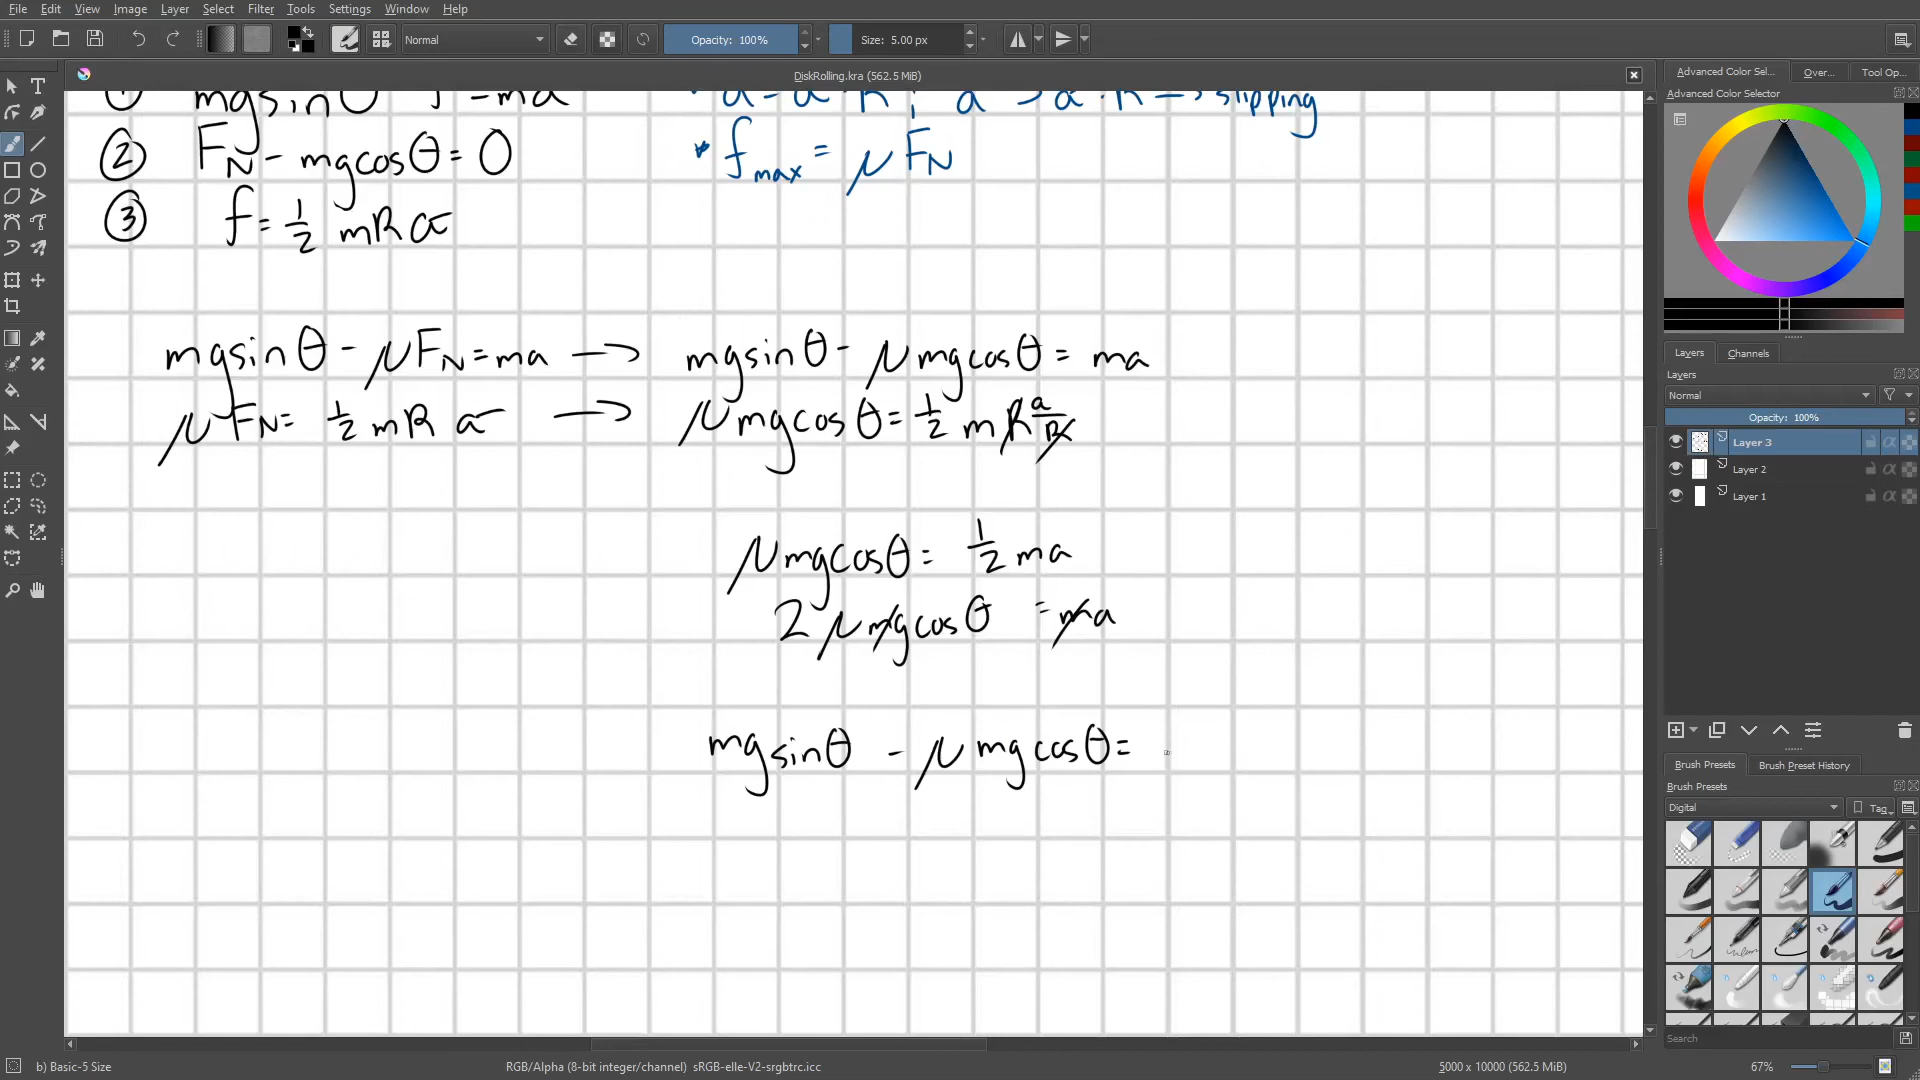 File Edit View Image Layer Select Filter Tools Settings Window Help
Normal Opacity: 100% Size: 5.00 px
DiskRolling.kra (562.5 MiB)
Advanced Color Sel... Over... Tool Op...
Advanced Color Selector
① mgsinθ f = ma
② F_N - mgcosθ = 0
③ f = 1/2 mRα
slipping
* f_max = μF_N
mgsinθ - μF_N = ma → mgsinθ - μmgcosθ = ma
μF_N = 1/2 mRα → μmgcosθ = 1/2 mR a/R
μmgcosθ = 1/2 ma
2μmgcosθ = ma
mgsinθ - μmgcosθ =
Layers Channels
Layers
Normal
Opacity: 100%
Layer 3
Layer 2
Layer 1
Brush Presets Brush Preset History
Brush Presets
Digital Tag
Search
b) Basic-5 Size RGB/Alpha (8-bit integer/channel) sRGB-elle-V2-srgbtrc.icc 5000 x 10000 (562.5 MiB) 67%